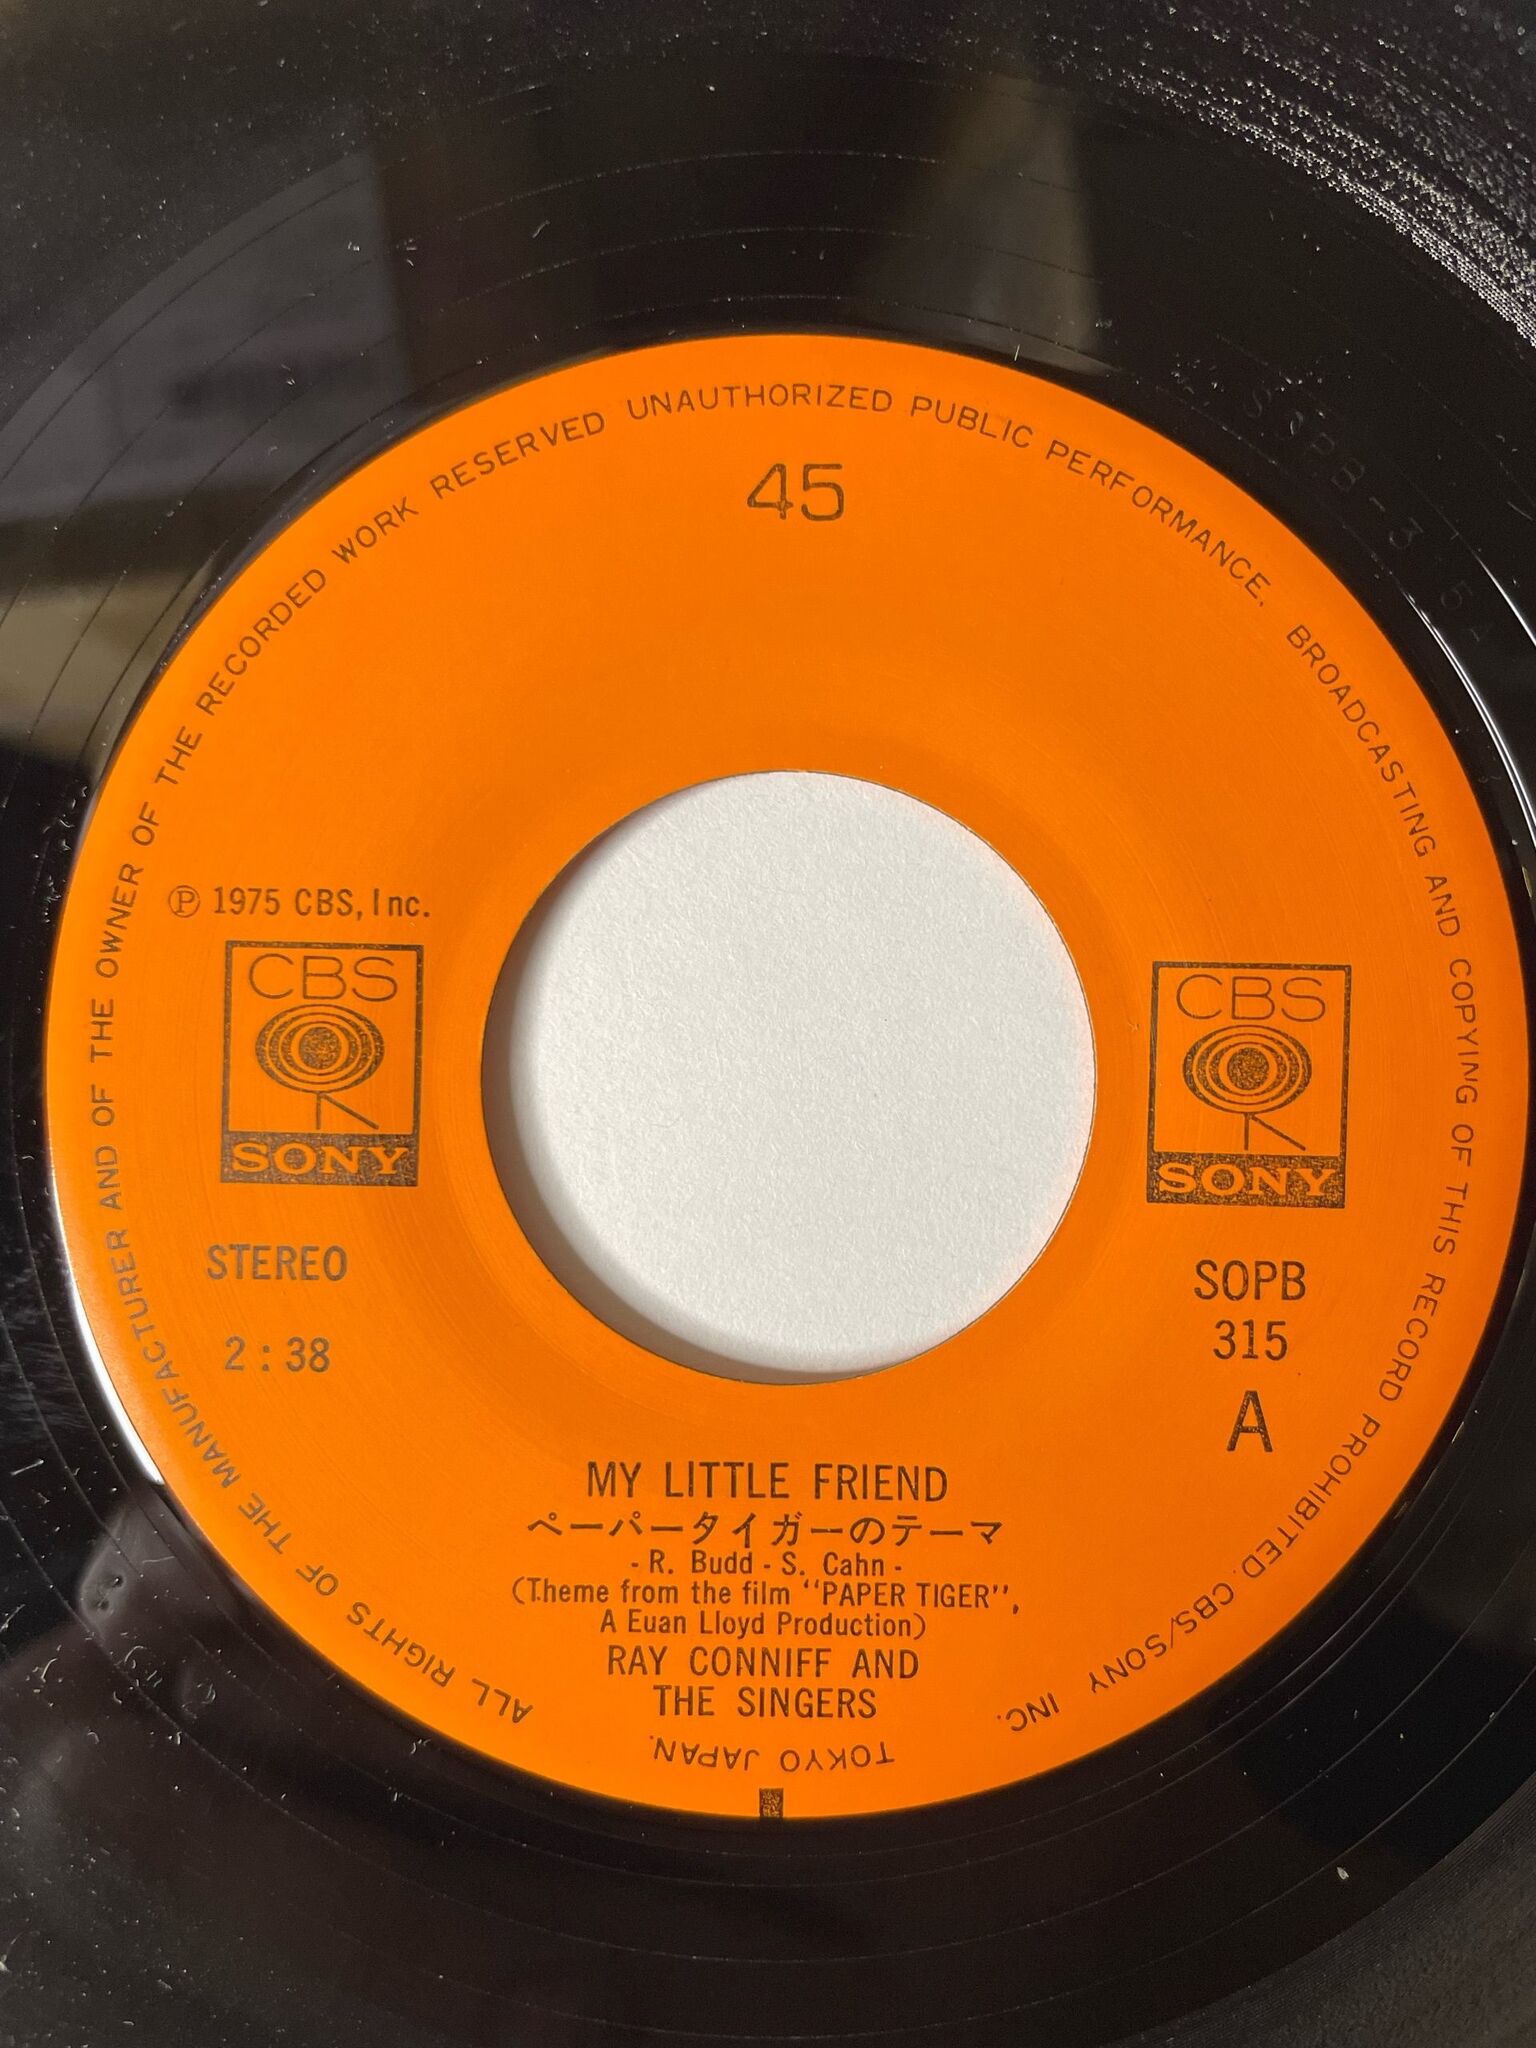 ALL RIGHTS OF THE MANUFACTURER AND OF THE OWNER OF THE RECORDED WORK RESERVED UNAUTHORIZED PUBLIC PERFORMANCE, BROADCASTING AND COPYING OF THIS RECORD PROHIBITED. CBS/SONY INC.
TOKYO JAPAN.
45
Ⓟ 1975 CBS, Inc.
CBS
SONY
CBS
SONY
STEREO
2:38
SOPB
315
A
MY LITTLE FRIEND
ペーパータイガーのテーマ
- R. Budd - S. Cahn -
(Theme from the film "PAPER TIGER",
A Euan Lloyd Production)
RAY CONNIFF AND
THE SINGERS